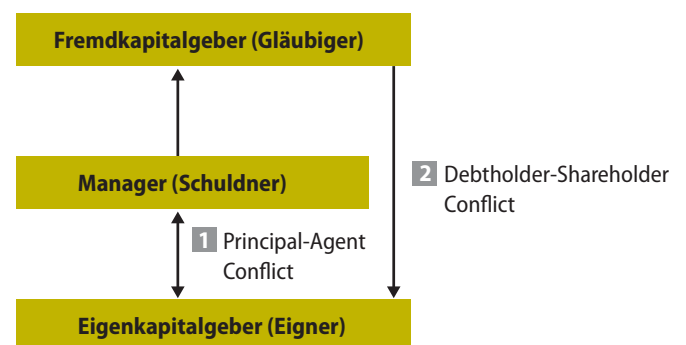 Fremdkapitalgeber (Gläubiger)
Manager (Schuldner)
2 Debtholder-Shareholder
Conflict
1 Principal-Agent
Conflict
Eigenkapitalgeber (Eigner)